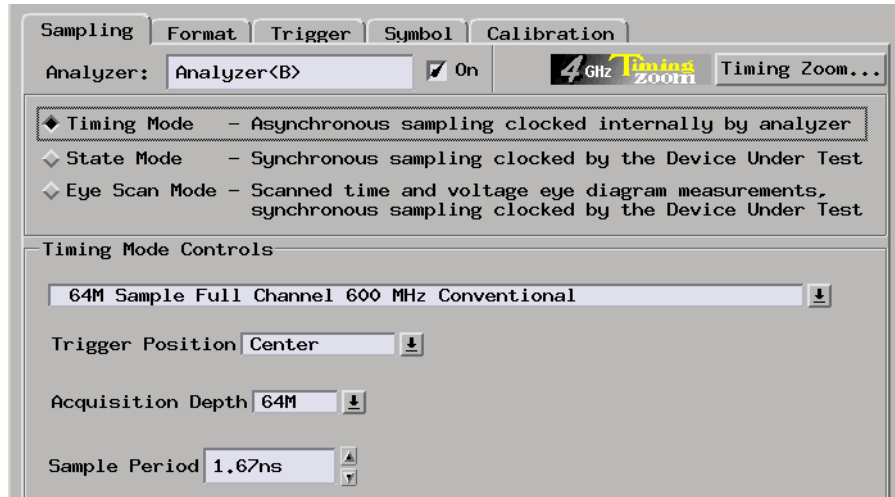 Sampling Format Trigger Symbol Calibration
Analyzer: Analyzer<B> On 4 GHz Timing Zoom Timing Zoom...
Timing Mode - Asynchronous sampling clocked internally by analyzer
State Mode - Synchronous sampling clocked by the Device Under Test
Eye Scan Mode - Scanned time and voltage eye diagram measurements,
synchronous sampling clocked by the Device Under Test
Timing Mode Controls
64M Sample Full Channel 600 MHz Conventional
Trigger Position Center
Acquisition Depth 64M
Sample Period 1.67ns